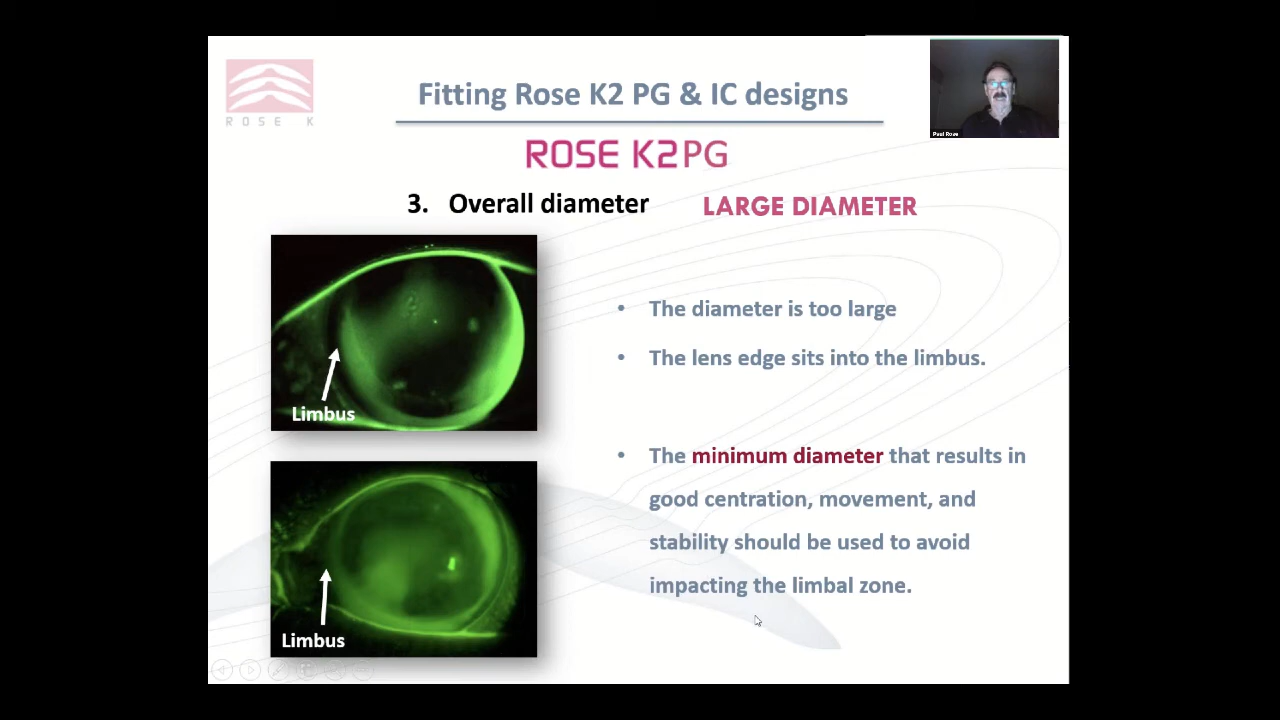 ROSE K
Fitting Rose K2 PG & IC designs
Paul Rose
ROSE K2 PG
3. Overall diameter
LARGE DIAMETER
Limbus
• The diameter is too large
• The lens edge sits into the limbus.
Limbus
• The minimum diameter that results in
good centration, movement, and
stability should be used to avoid
impacting the limbal zone.